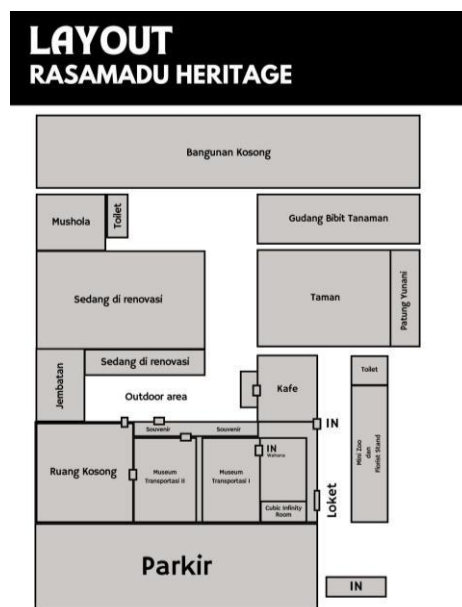 LAYOUT
RASAMADU HERITAGE
Bangunan Kosong
Mushola
Toilet
Gudang Bibit Tanaman
Sedang di renovasi
Taman
Patung Yunani
Jembatan
Sedang di renovasi
Outdoor area
Kafe
Toilet
Mini Zoo
dan
Florist Stand
Souvenir
Souvenir
IN
Ruang Kosong
Museum
Transportasi II
Museum
Transportasi I
IN
Wahana
Cubic Infinity
Room
Loket
Parkir
IN